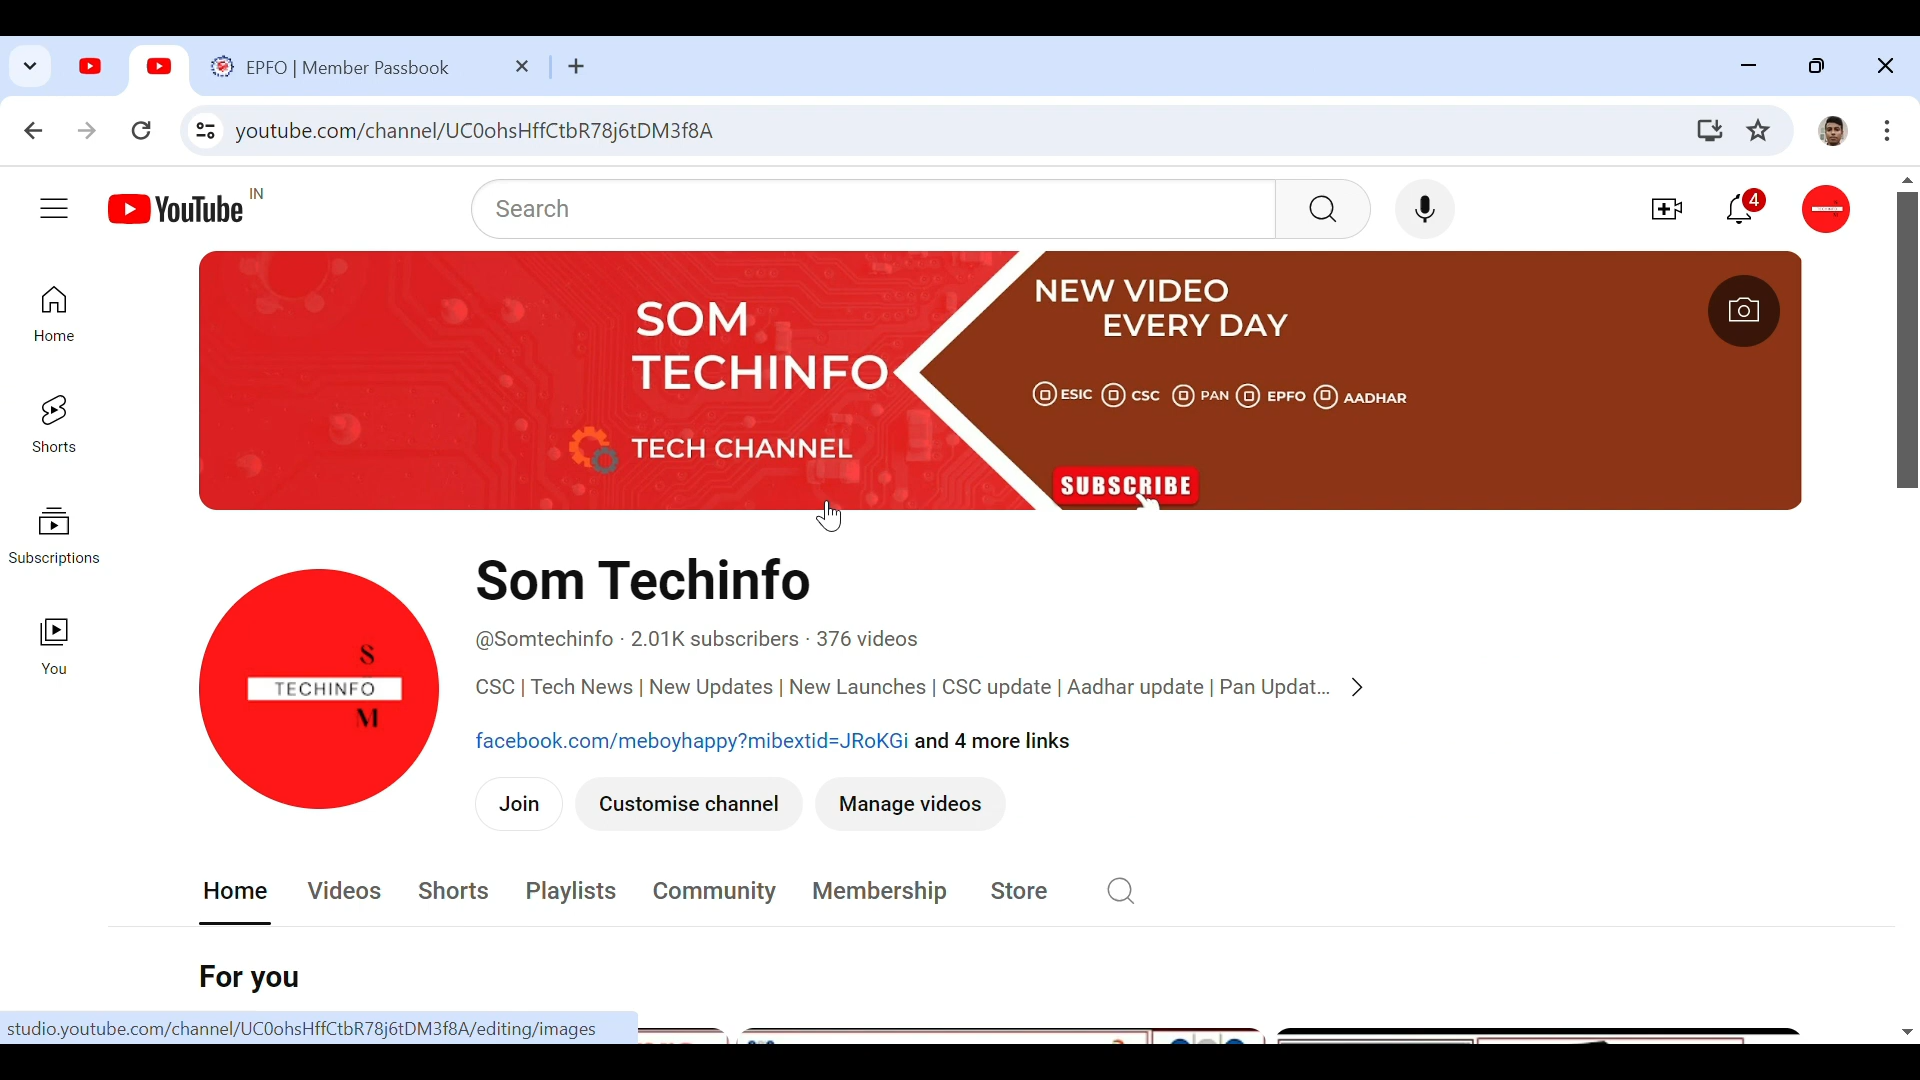 EPFO | Member Passbook
youtube.com/channel/UC0ohsHffCtbR78j6tDM3f8A
YouTube IN
Search
4
Home
Shorts
Subscriptions
You
SOM
TECHINFO
TECH CHANNEL
NEW VIDEO
EVERY DAY
ESIC CSC PAN EPFO AADHAR
SUBSCRIBE
S
TECHINFO
M
Som Techinfo
@Somtechinfo · 2.01K subscribers · 376 videos
CSC | Tech News | New Updates | New Launches | CSC update | Aadhar update | Pan Updat...
facebook.com/meboyhappy?mibextid=JRoKGi and 4 more links
Join Customise channel Manage videos
Home Videos Shorts Playlists Community Membership Store
For you
studio.youtube.com/channel/UC0ohsHffCtbR78j6tDM3f8A/editing/images